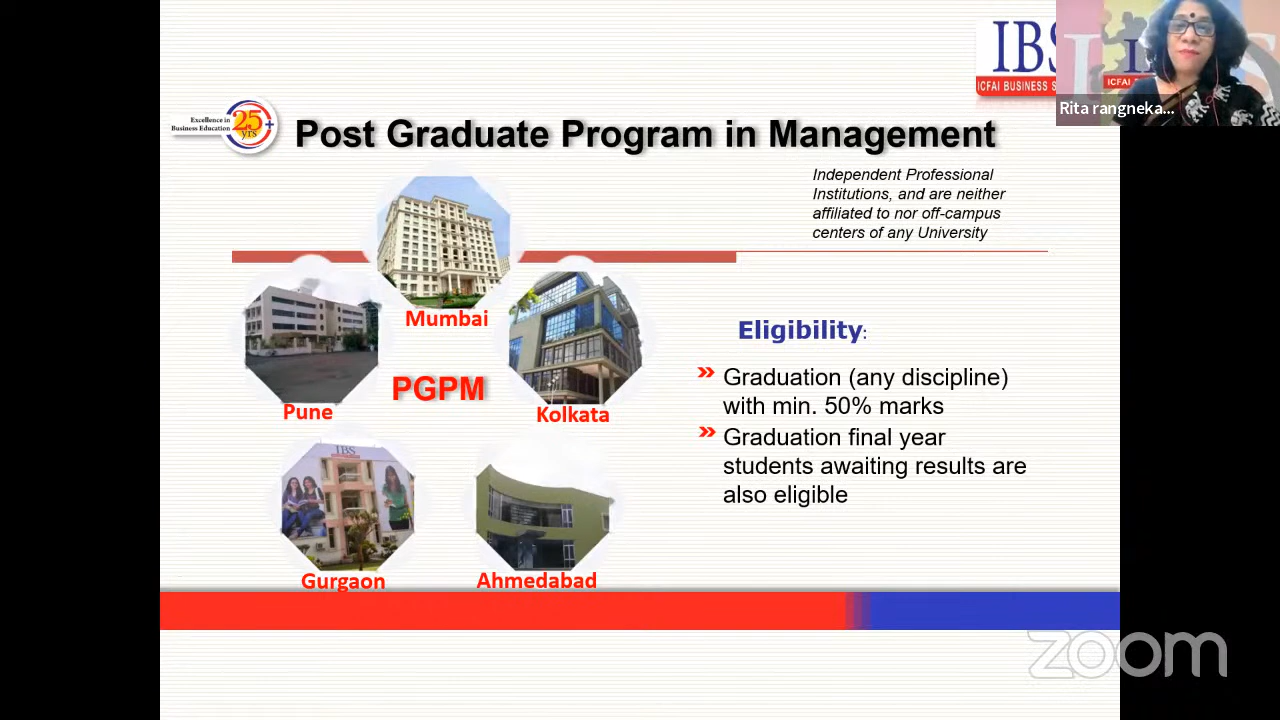 IBS
ICFAI BUSINESS S
ICFAI
Rita rangneka...
Excellence in
Business Education
25
YRS
+
Post Graduate Program in Management
Independent Professional
Institutions, and are neither
affiliated to nor off-campus
centers of any University
Mumbai
Pune
PGPM
Kolkata
IBS
Gurgaon
Ahmedabad
Eligibility:
» Graduation (any discipline)
with min. 50% marks
» Graduation final year
students awaiting results are
also eligible
zoom